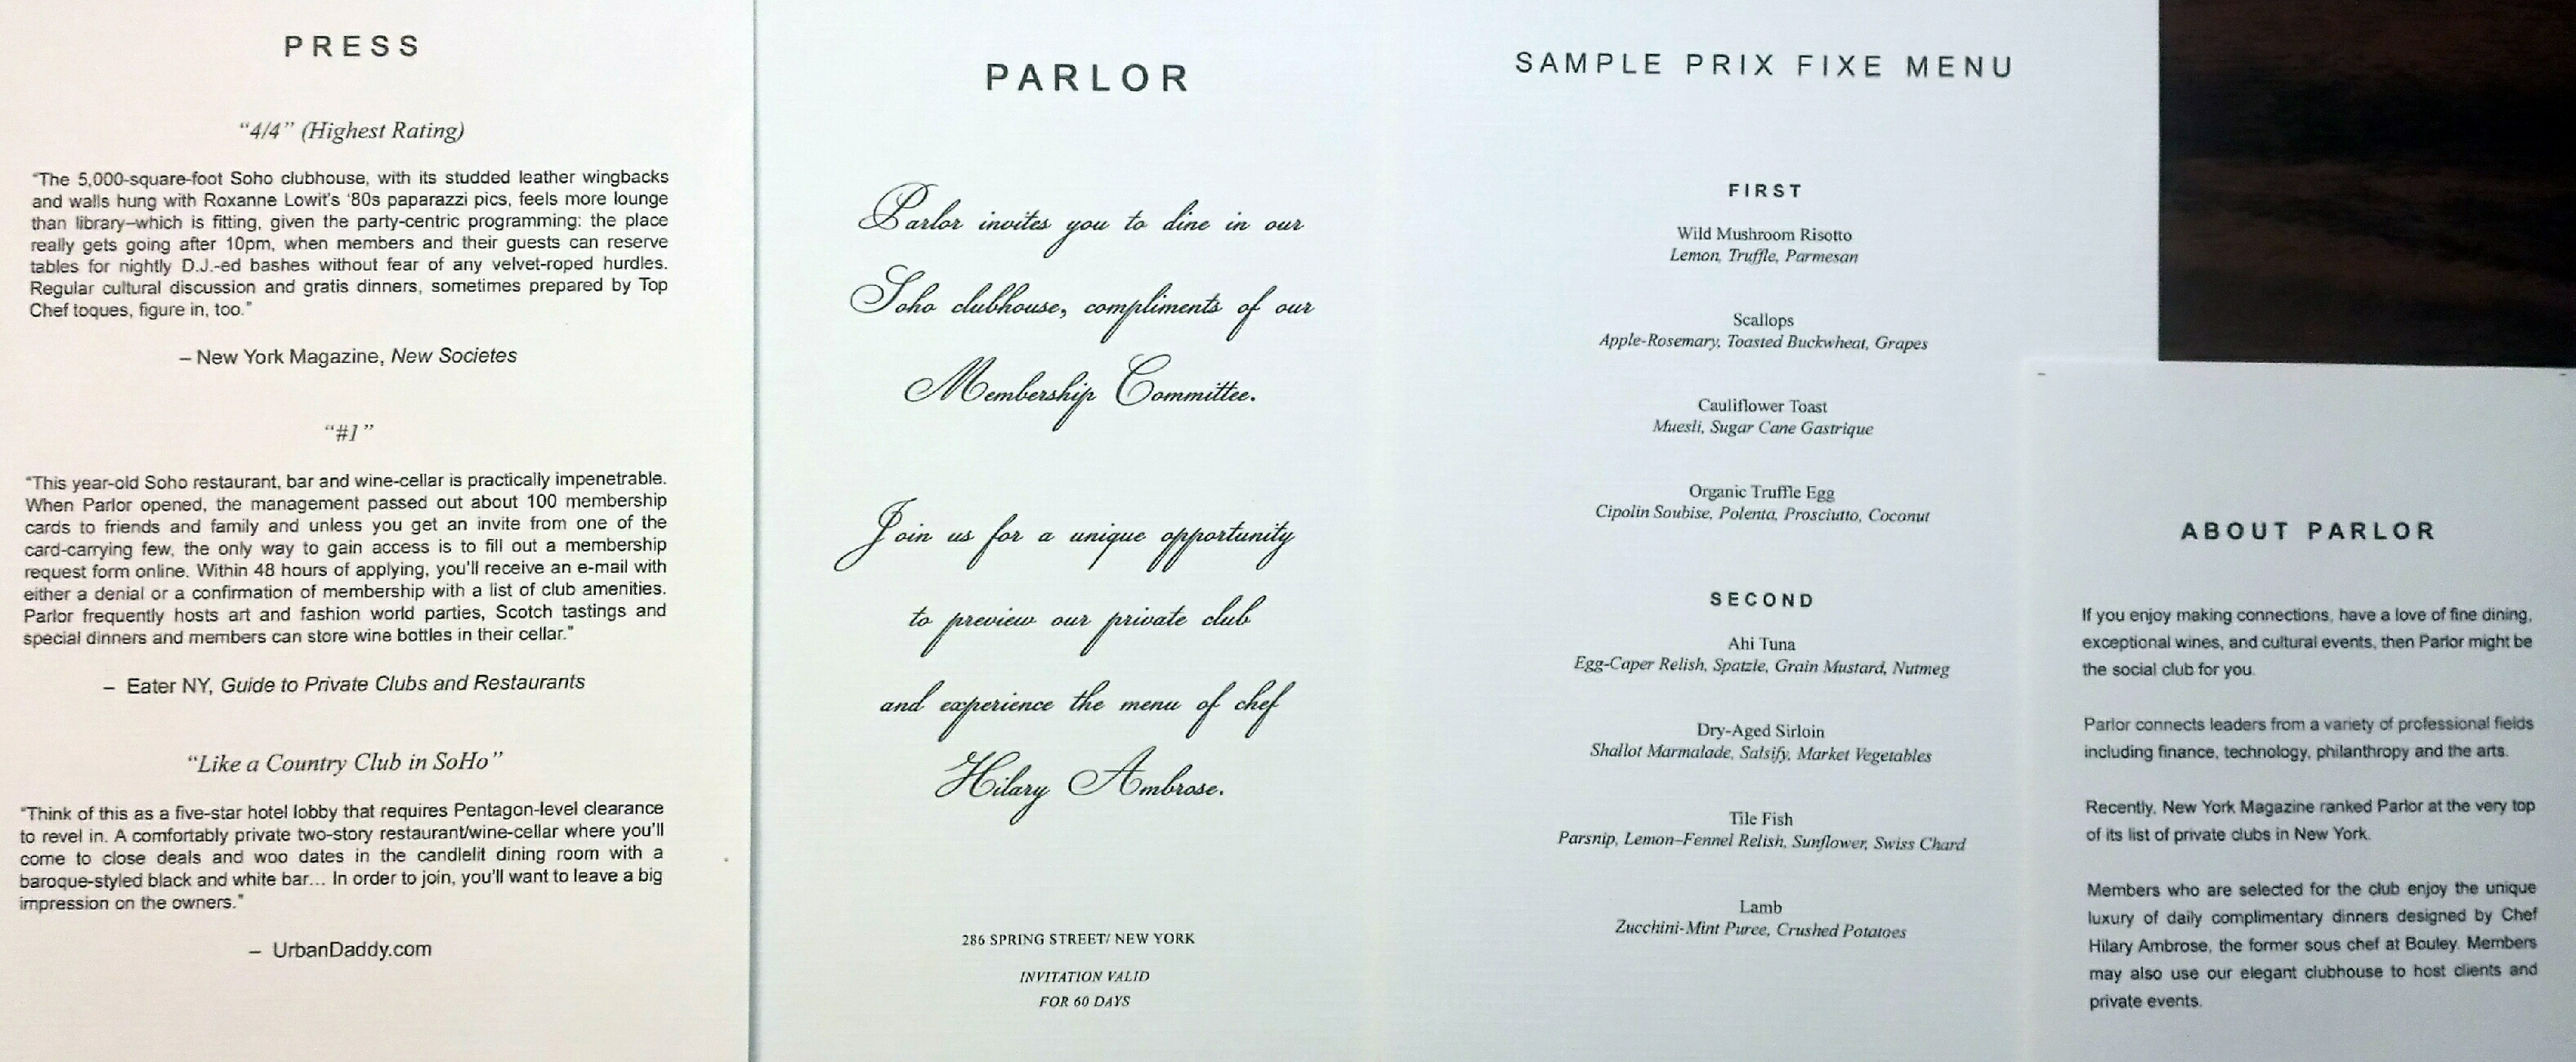 PRESS
“4/4” (Highest Rating)
“The 5,000-square-foot Soho clubhouse, with its studded leather wingbacks
and walls hung with Roxanne Lowit’s ‘80s paparazzi pics, feels more lounge
than library–which is fitting, given the party-centric programming: the place
really gets going after 10pm, when members and their guests can reserve
tables for nightly D.J.-ed bashes without fear of any velvet-roped hurdles.
Regular cultural discussion and gratis dinners, sometimes prepared by Top
Chef toques, figure in, too.”
– New York Magazine, New Societes
“#1”
“This year-old Soho restaurant, bar and wine-cellar is practically impenetrable.
When Parlor opened, the management passed out about 100 membership
cards to friends and family and unless you get an invite from one of the
card-carrying few, the only way to gain access is to fill out a membership
request form online. Within 48 hours of applying, you’ll receive an e-mail with
either a denial or a confirmation of membership with a list of club amenities.
Parlor frequently hosts art and fashion world parties, Scotch tastings and
special dinners and members can store wine bottles in their cellar.”
– Eater NY, Guide to Private Clubs and Restaurants
“Like a Country Club in SoHo”
“Think of this as a five-star hotel lobby that requires Pentagon-level clearance
to revel in. A comfortably private two-story restaurant/wine-cellar where you’ll
come to close deals and woo dates in the candlelit dining room with a
baroque-styled black and white bar... In order to join, you’ll want to leave a big
impression on the owners.”
– UrbanDaddy.com
PARLOR
Parlor invites you to dine in our
Soho clubhouse, compliments of our
Membership Committee.
Join us for a unique opportunity
to preview our private club
and experience the menu of chef
Hilary Ambrose.
286 SPRING STREET/ NEW YORK
INVITATION VALID
FOR 60 DAYS
SAMPLE PRIX FIXE MENU
FIRST
Wild Mushroom Risotto
Lemon, Truffle, Parmesan
Scallops
Apple-Rosemary, Toasted Buckwheat, Grapes
Cauliflower Toast
Muesli, Sugar Cane Gastrique
Organic Truffle Egg
Cipolin Soubise, Polenta, Prosciutto, Coconut
SECOND
Ahi Tuna
Egg-Caper Relish, Spatzle, Grain Mustard, Nutmeg
Dry-Aged Sirloin
Shallot Marmalade, Salsify, Market Vegetables
Tile Fish
Parsnip, Lemon–Fennel Relish, Sunflower, Swiss Chard
Lamb
Zucchini-Mint Puree, Crushed Potatoes
ABOUT PARLOR
If you enjoy making connections, have a love of fine dining,
exceptional wines, and cultural events, then Parlor might be
the social club for you.
Parlor connects leaders from a variety of professional fields
including finance, technology, philanthropy and the arts.
Recently, New York Magazine ranked Parlor at the very top
of its list of private clubs in New York.
Members who are selected for the club enjoy the unique
luxury of daily complimentary dinners designed by Chef
Hilary Ambrose, the former sous chef at Bouley. Members
may also use our elegant clubhouse to host clients and
private events.